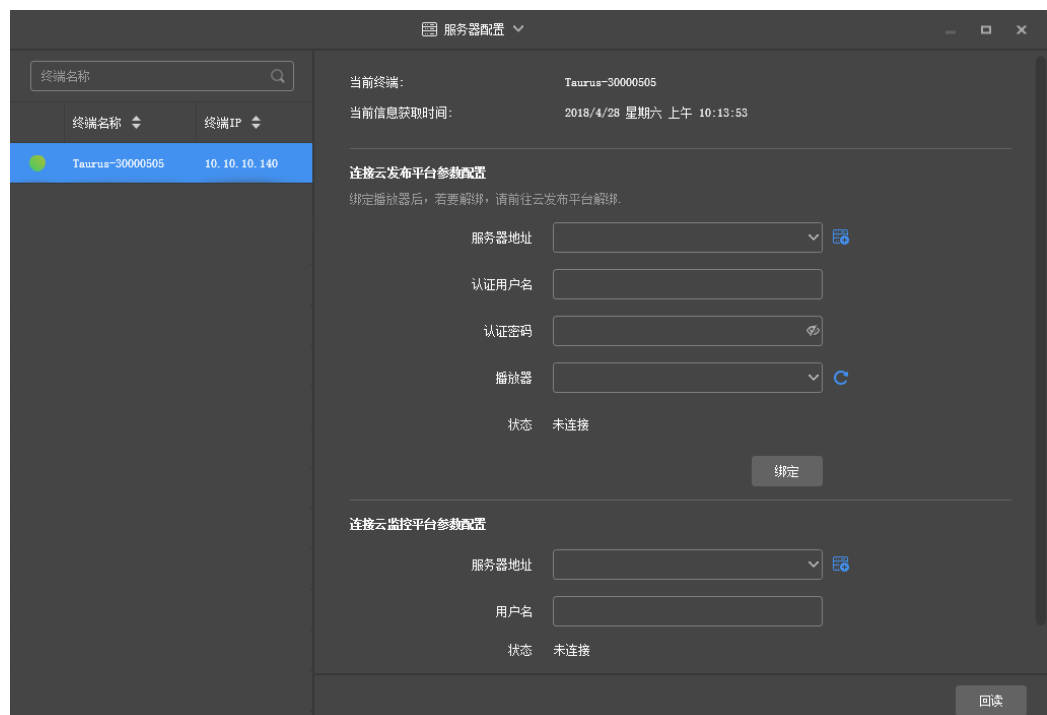 服务器配置
终端名称
终端名称 终端IP
Taurus-30000505 10.10.10.140
当前终端: Taurus-30000505
当前信息获取时间: 2018/4/28 星期六 上午 10:13:53
连接云发布平台参数配置
绑定播放器后，若要解绑，请前往云发布平台解绑.
服务器地址
认证用户名
认证密码
播放器
状态 未连接
绑定
连接云监控平台参数配置
服务器地址
用户名
状态 未连接
回读